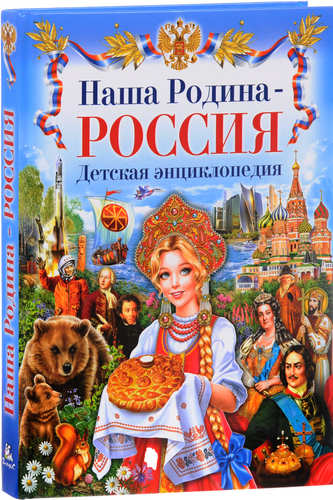 Наша Родина -
РОССИЯ
Детская энциклопедия
Наша Родина - РОССИЯ